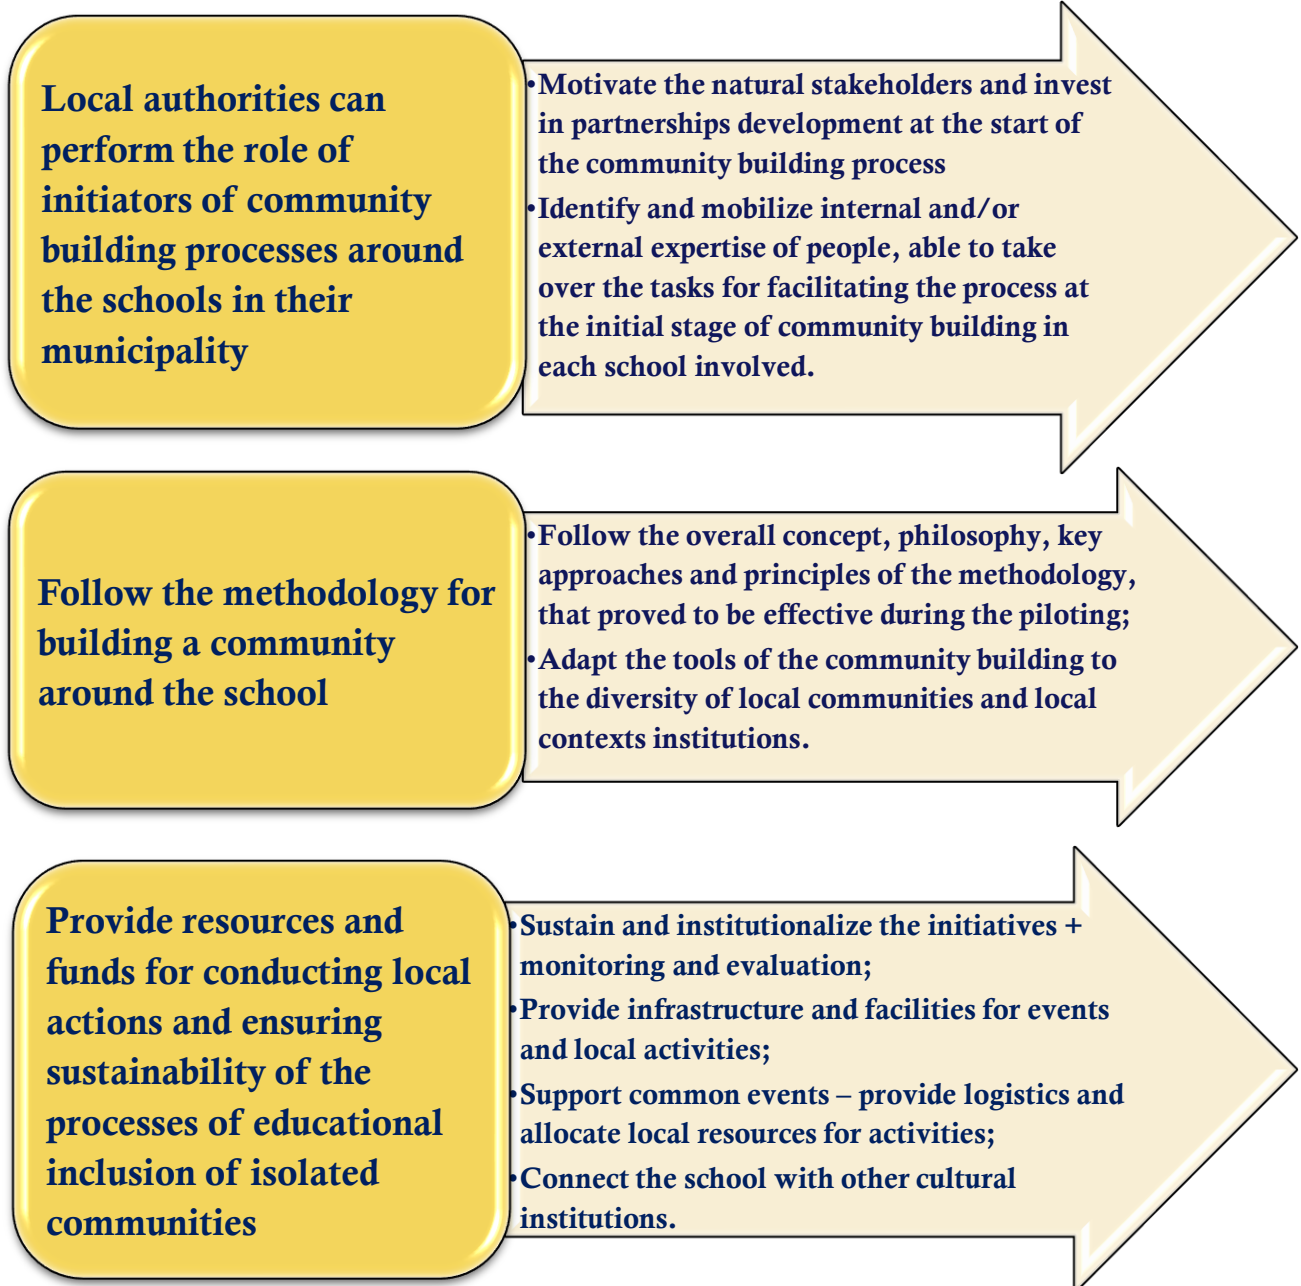 Local authorities can
perform the role of
initiators of community
building processes around
the schools in their
municipality
•Motivate the natural stakeholders and invest
in partnerships development at the start of
the community building process
•Identify and mobilize internal and/or
external expertise of people, able to take
over the tasks for facilitating the process at
the initial stage of community building in
each school involved.
Follow the methodology for
building a community
around the school
•Follow the overall concept, philosophy, key
approaches and principles of the methodology,
that proved to be effective during the piloting;
•Adapt the tools of the community building to
the diversity of local communities and local
contexts institutions.
Provide resources and
funds for conducting local
actions and ensuring
sustainability of the
processes of educational
inclusion of isolated
communities
•Sustain and institutionalize the initiatives +
monitoring and evaluation;
•Provide infrastructure and facilities for events
and local activities;
•Support common events – provide logistics and
allocate local resources for activities;
•Connect the school with other cultural
institutions.